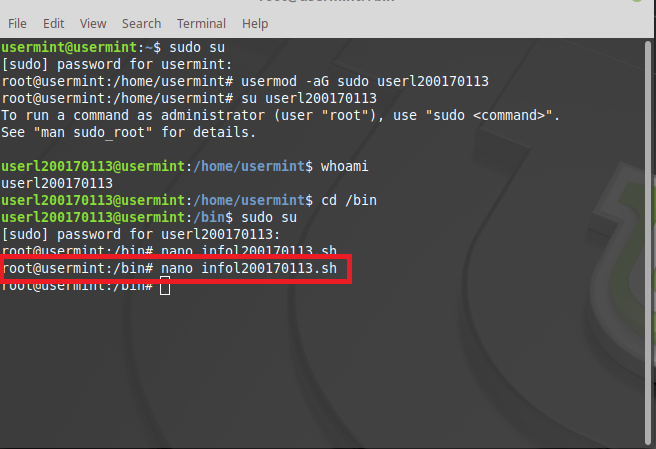 root@usermint:/bin
File Edit View Search Terminal Help
usermint@usermint:~$ sudo su
[sudo] password for usermint:
root@usermint:/home/usermint# usermod -aG sudo userl200170113
root@usermint:/home/usermint# su userl200170113
To run a command as administrator (user "root"), use "sudo <command>".
See "man sudo_root" for details.
userl200170113@usermint:/home/usermint$ whoami
userl200170113
userl200170113@usermint:/home/usermint$ cd /bin
userl200170113@usermint:/bin$ sudo su
[sudo] password for userl200170113:
root@usermint:/bin# nano infol200170113.sh
root@usermint:/bin# nano infol200170113.sh
root@usermint:/bin#